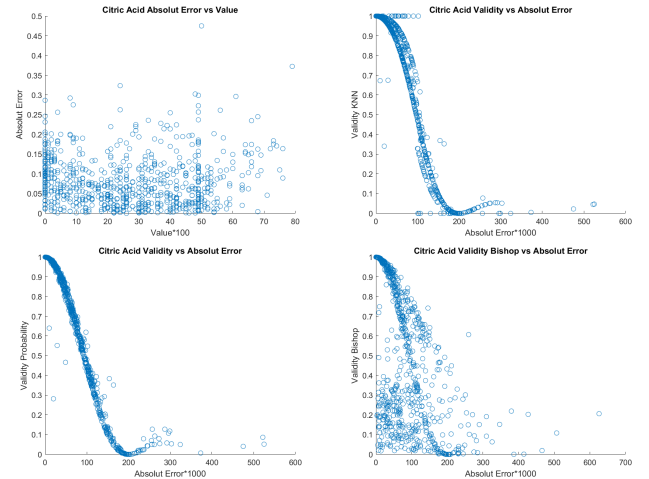 Citric Acid Absolut Error vs Value
0.5
0.45
0.4
0.35
0.3
0.25
0.2
0.15
0.1
0.05
0
Absolut Error
0 10 20 30 40 50 60 70 80
Value*100
Citric Acid Validity vs Absolut Error
1
0.9
0.8
0.7
0.6
0.5
0.4
0.3
0.2
0.1
0
Validity KNN
0 100 200 300 400 500 600
Absolut Error*1000
Citric Acid Validity vs Absolut Error
1
0.9
0.8
0.7
0.6
0.5
0.4
0.3
0.2
0.1
0
Validity Probability
0 100 200 300 400 500 600
Absolut Error*1000
Citric Acid Validity Bishop vs Absolut Error
1
0.9
0.8
0.7
0.6
0.5
0.4
0.3
0.2
0.1
0
Validity Bishop
0 100 200 300 400 500 600 700
Absolut Error*1000